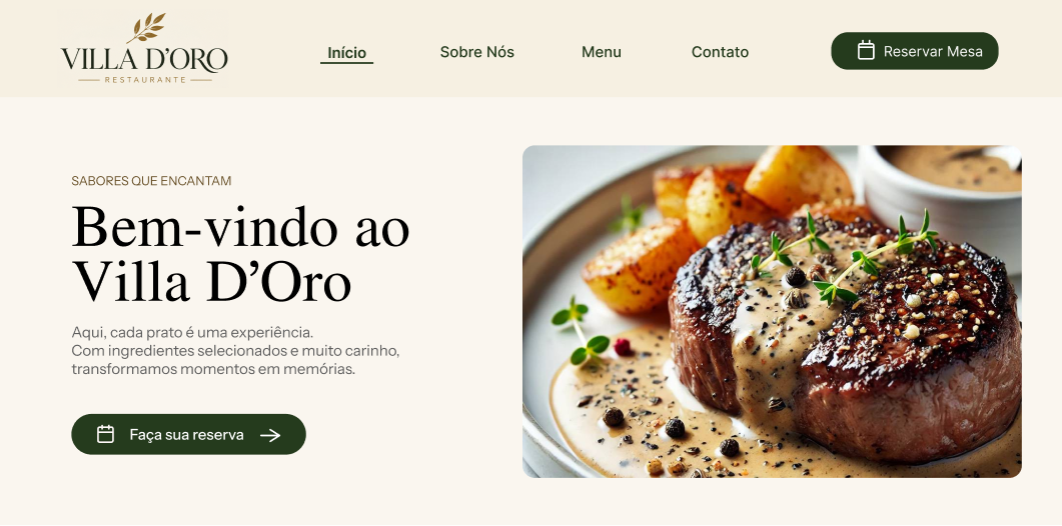 VILLA D'ORO
RESTAURANTE
Início
Sobre Nós
Menu
Contato
Reservar Mesa
SABORES QUE ENCANTAM
Bem-vindo ao
Villa D’Oro
Aqui, cada prato é uma experiência.
Com ingredientes selecionados e muito carinho,
transformamos momentos em memórias.
Faça sua reserva